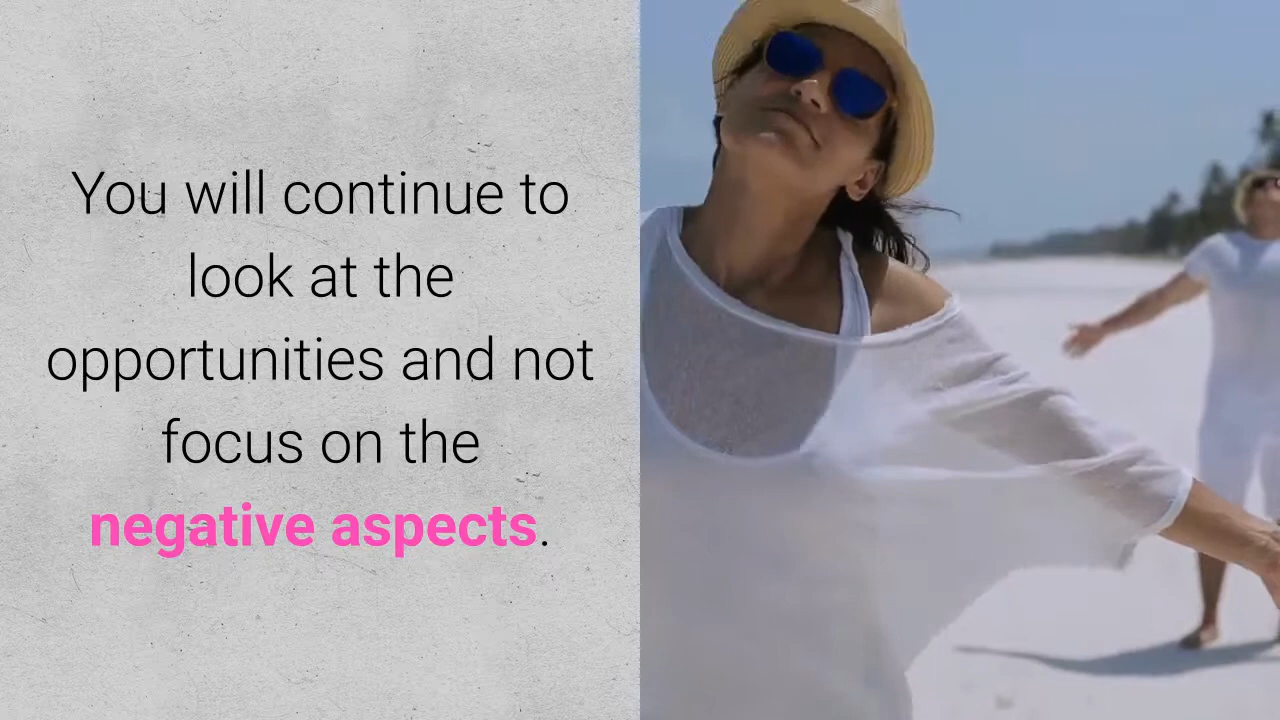 You will continue to
look at the
opportunities and not
focus on the
negative aspects.